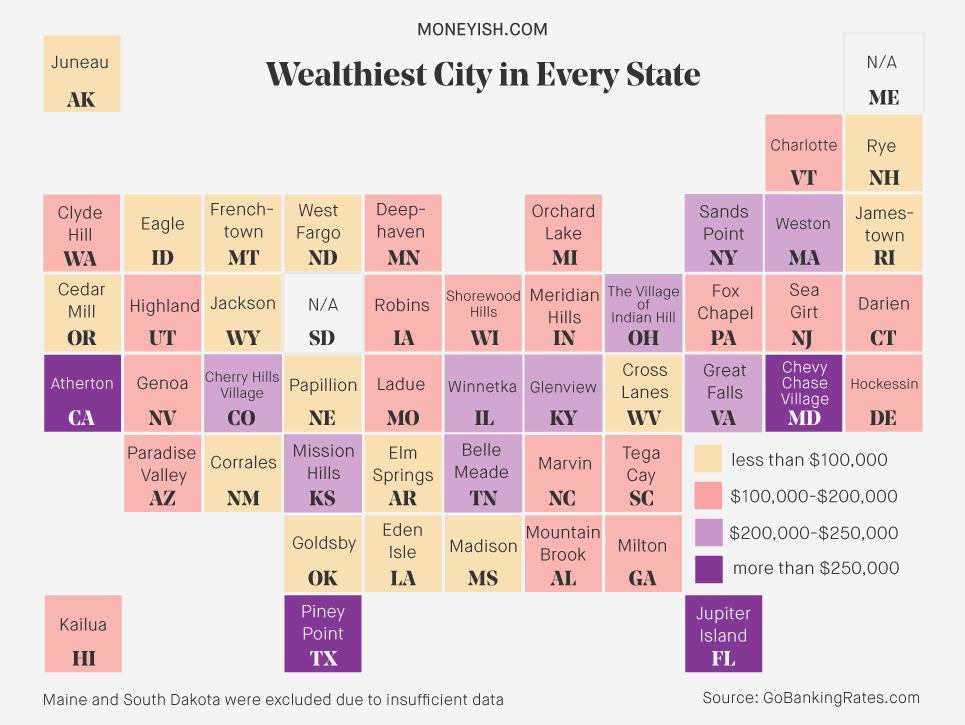 MONEYISH.COM
Wealthiest City in Every State
Juneau
AK
N/A
ME
Charlotte
VT
Rye
NH
Clyde
Hill
WA
Eagle
ID
French-
town
MT
West
Fargo
ND
Deep-
haven
MN
Orchard
Lake
MI
Sands
Point
NY
Weston
MA
James-
town
RI
Cedar
Mill
OR
Highland
UT
Jackson
WY
N/A
SD
Robins
IA
Shorewood
Hills
WI
Meridian
Hills
IN
The Village
of
Indian Hill
OH
Fox
Chapel
PA
Sea
Girt
NJ
Darien
CT
Atherton
CA
Genoa
NV
Cherry Hills
Village
CO
Papillion
NE
Ladue
MO
Winnetka
IL
Glenview
KY
Cross
Lanes
WV
Great
Falls
VA
Chevy
Chase
Village
MD
Hockessin
DE
Paradise
Valley
AZ
Corrales
NM
Mission
Hills
KS
Elm
Springs
AR
Belle
Meade
TN
Marvin
NC
Tega
Cay
SC
less than $100,000
$100,000-$200,000
$200,000-$250,000
more than $250,000
Goldsby
OK
Eden
Isle
LA
Madison
MS
Mountain
Brook
AL
Milton
GA
Kailua
HI
Piney
Point
TX
Jupiter
Island
FL
Maine and South Dakota were excluded due to insufficient data
Source: GoBankingRates.com